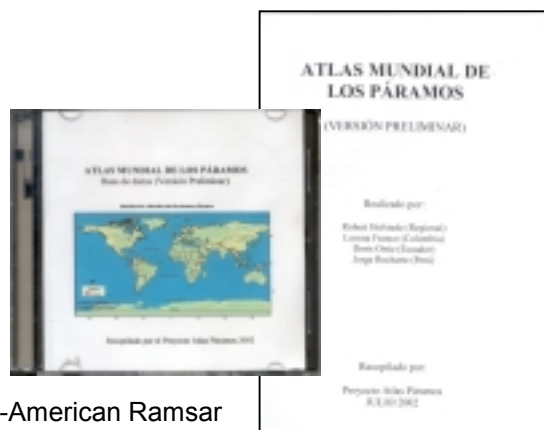 ATLAS MUNDIAL DE
LOS PÁRAMOS
(VERSIÓN PRELIMINAR)
Realizado por:
Robert Hofstede (Regional)
Lorena Franco (Colombia)
Doris Ortiz (Ecuador)
Jorge Recharte (Perú)
Recopilado por:
Proyecto Atlas Páramos
JULIO 2002
ATLAS MUNDIAL DE LOS PÁRAMOS
Base de datos (Versión Preliminar)
Recopilado por el Proyecto Atlas Páramos 2002
-American Ramsar